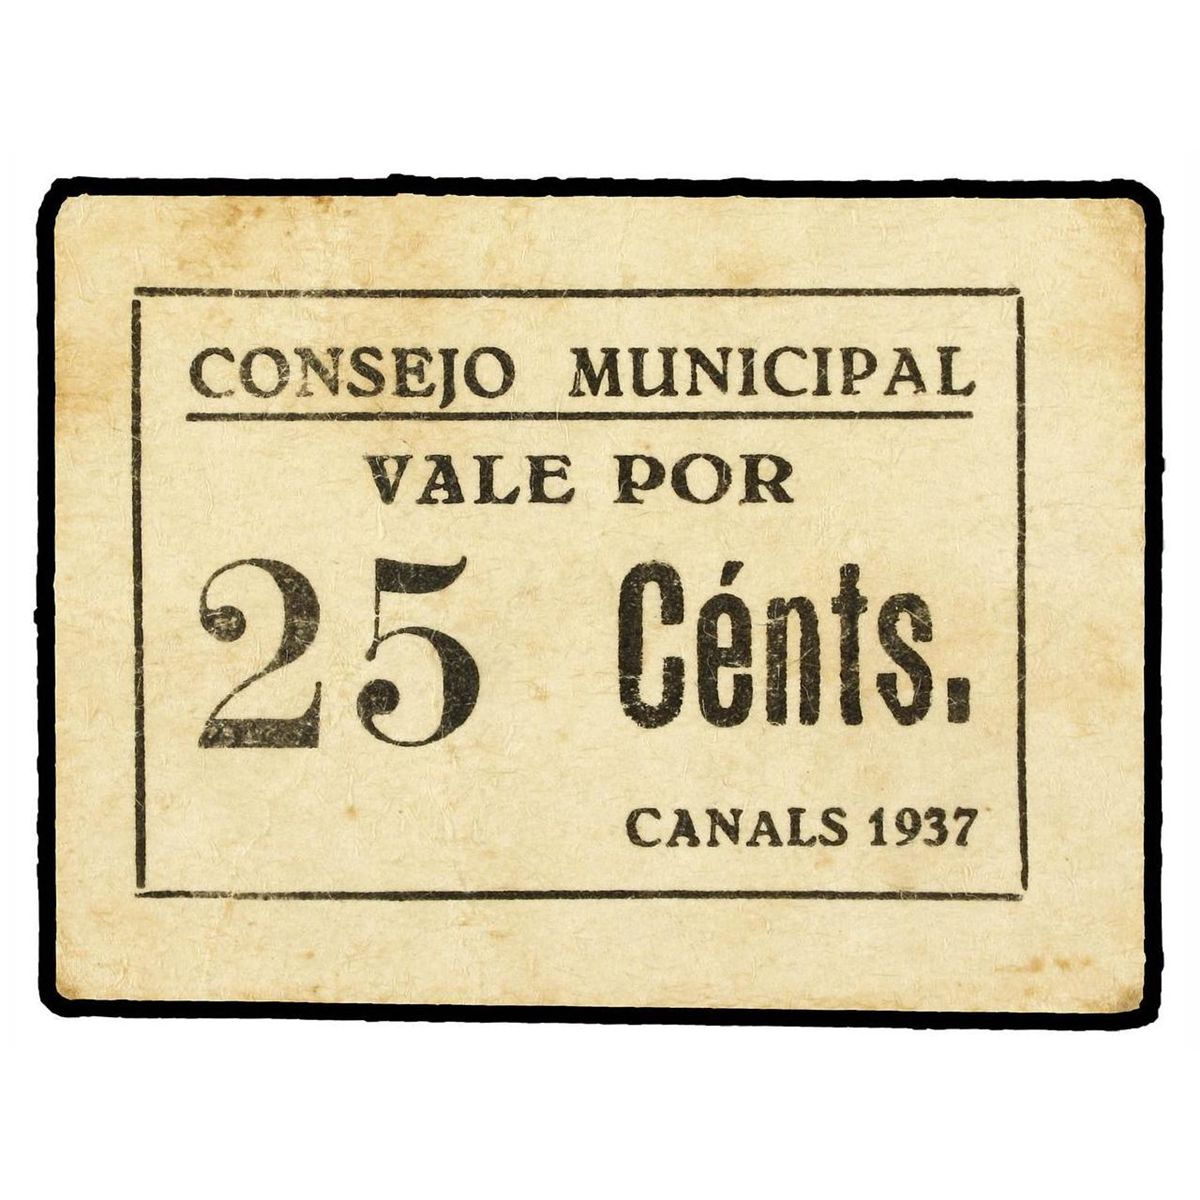 CONSEJO MUNICIPAL
VALE POR
25 Cénts.
CANALS 1937